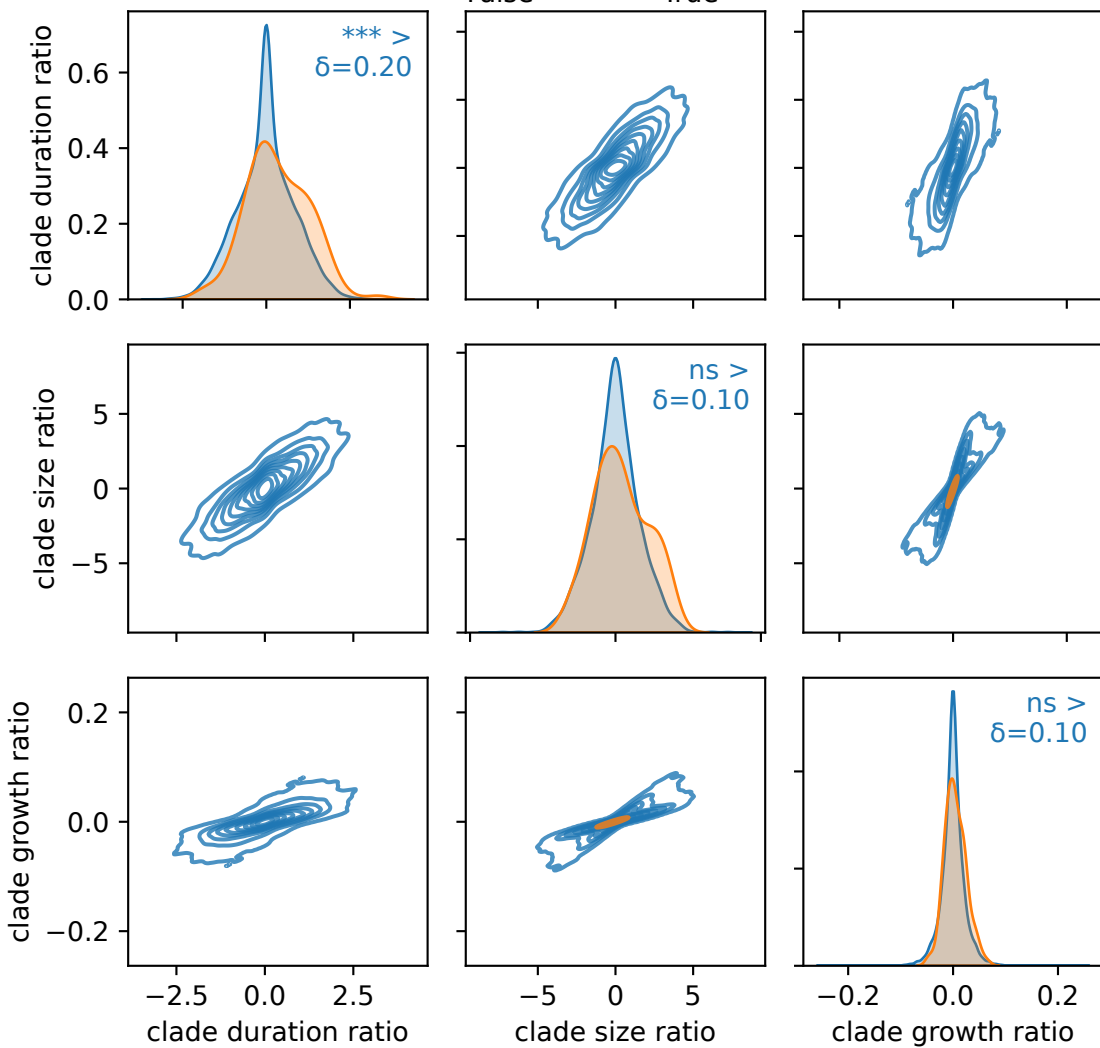 clade duration ratio
0.6
0.4
0.2
0.0
*** >
δ=0.20
clade size ratio
5
0
−5
ns >
δ=0.10
clade growth ratio
0.2
0.0
−0.2
ns >
δ=0.10
−2.5 0.0 2.5
−5 0 5
−0.2 0.0 0.2
clade duration ratio
clade size ratio
clade growth ratio